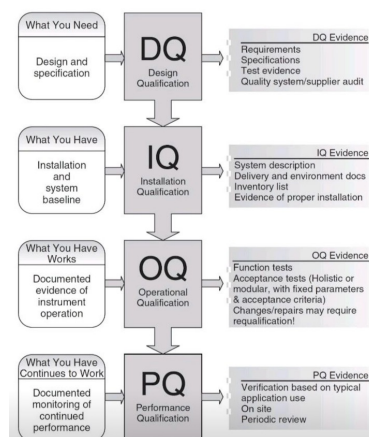 What You Need
Design and
specification
DQ
Design
Qualification
DQ Evidence
Requirements
Specifications
Test evidence
Quality system/supplier audit
What You Have
Installation
and
system
baseline
IQ
Installation
Qualification
IQ Evidence
System description
Delivery and environment docs
Inventory list
Evidence of proper installation
What You Have
Works
Documented
evidence of
instrument
operation
OQ
Operational
Qualification
OQ Evidence
Function tests
Acceptance tests (Holistic or
modular, with fixed parameters
& acceptance criteria)
Changes/repairs may require
requalification!
What You Have
Continues to Work
Documented
monitoring of
continued
performance
PQ
Performance
Qualification
PQ Evidence
Verification based on typical
application use
On site
Periodic review